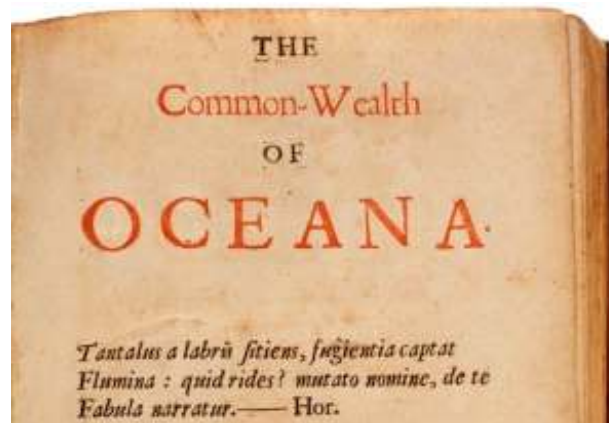 THE
Common-Wealth
OF
OCEANA.
Tantalus a labris sitiens, fugientia captat
Flumina : quid rides? mutato nomine, de te
Fabula narratur.—— Hor.